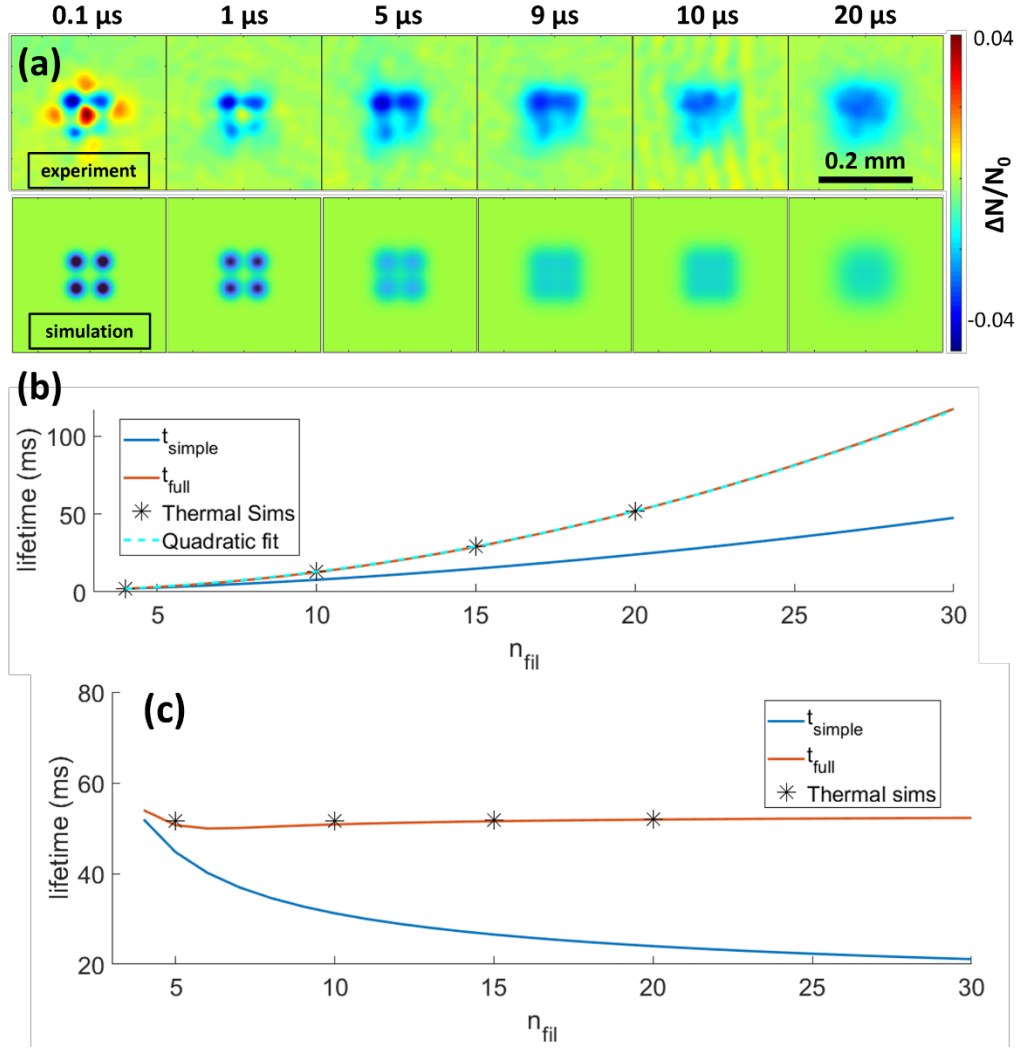 0.1 µs 1 µs 5 µs 9 µs 10 µs 20 µs
(a)
experiment
0.2 mm
0.04
ΔN/N₀
-0.04
simulation
(b)
lifetime (ms)
100
50
0
t_simple
t_full
Thermal Sims
Quadratic fit
5 10 15 20 25 30
n_fil
(c)
lifetime (ms)
80
60
40
20
t_simple
t_full
Thermal sims
5 10 15 20 25 30
n_fil